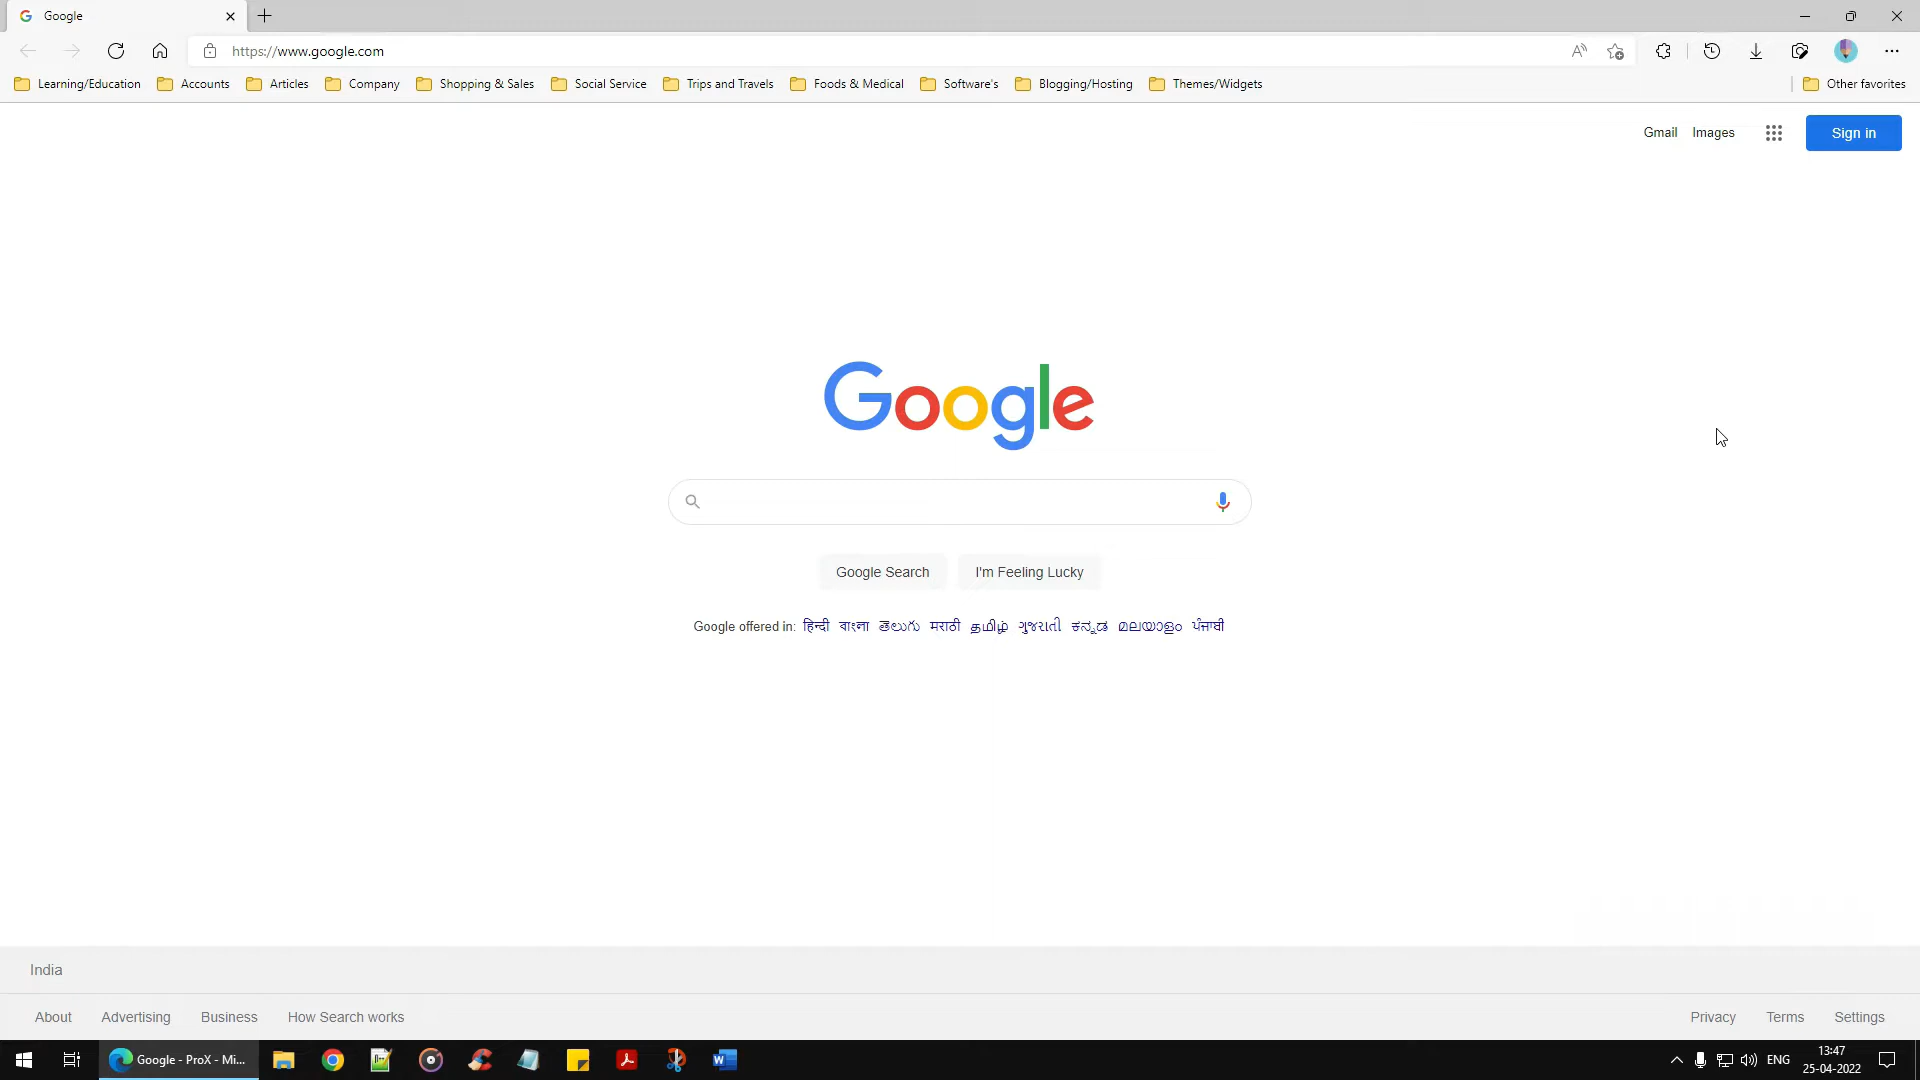 Google
https://www.google.com
Learning/Education Accounts Articles Company Shopping & Sales Social Service Trips and Travels Foods & Medical Software's Blogging/Hosting Themes/Widgets Other favorites
Gmail Images Sign in
Google
Google Search I'm Feeling Lucky
Google offered in: हिन्दी বাংলা తెలుగు मराठी தமிழ் ગુજરાતી ಕನ್ನಡ മലയാളം ਪੰਜਾਬੀ
India
About Advertising Business How Search works Privacy Terms Settings
Google - ProX - Mi... ENG 13:47
25-04-2022